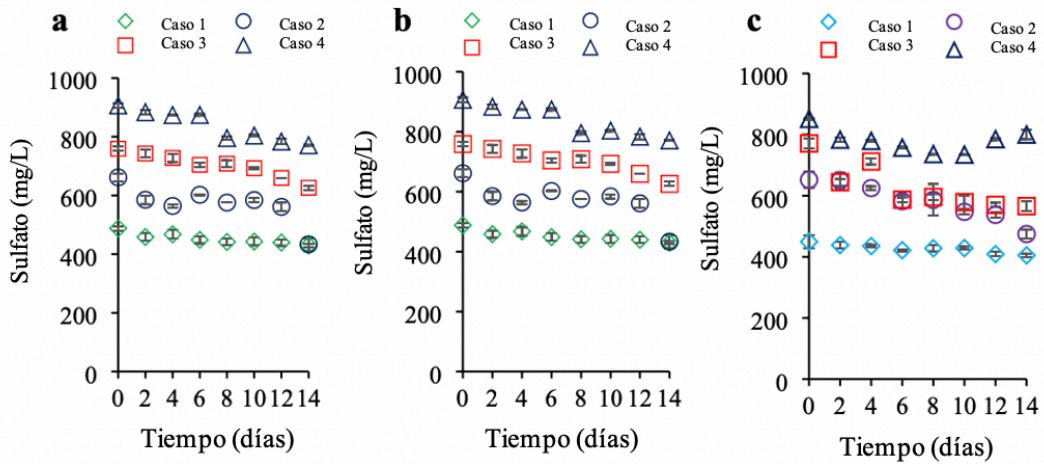 a
Caso 1
Caso 2
Caso 3
Caso 4
Sulfato (mg/L)
1000
800
600
400
200
0
0 2 4 6 8 10 12 14
Tiempo (días)
b
Caso 1
Caso 2
Caso 3
Caso 4
Sulfato (mg/L)
1000
800
600
400
200
0
0 2 4 6 8 10 12 14
Tiempo (días)
c
Caso 1
Caso 2
Caso 3
Caso 4
Sulfato (mg/L)
1000
800
600
400
200
0
0 2 4 6 8 10 12 14
Tiempo (días)